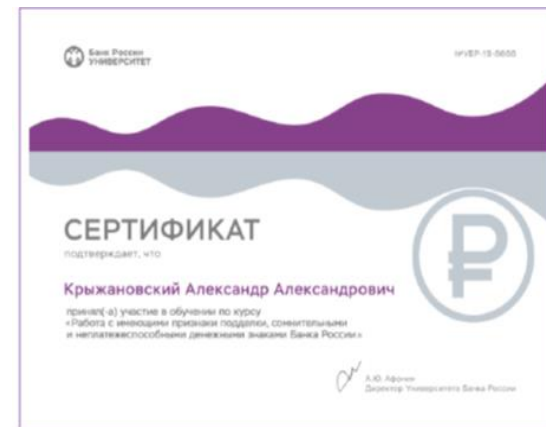 Банк России
УНИВЕРСИТЕТ
СЕРТИФИКАТ
подтверждает, что
Крыжановский Александр Александрович
принял(-а) участие в обучении по курсу
«Работа с имеющими признаки подделки, сомнительными
и неплатежеспособными денежными знаками Банка России»
Директор Университета Банка России